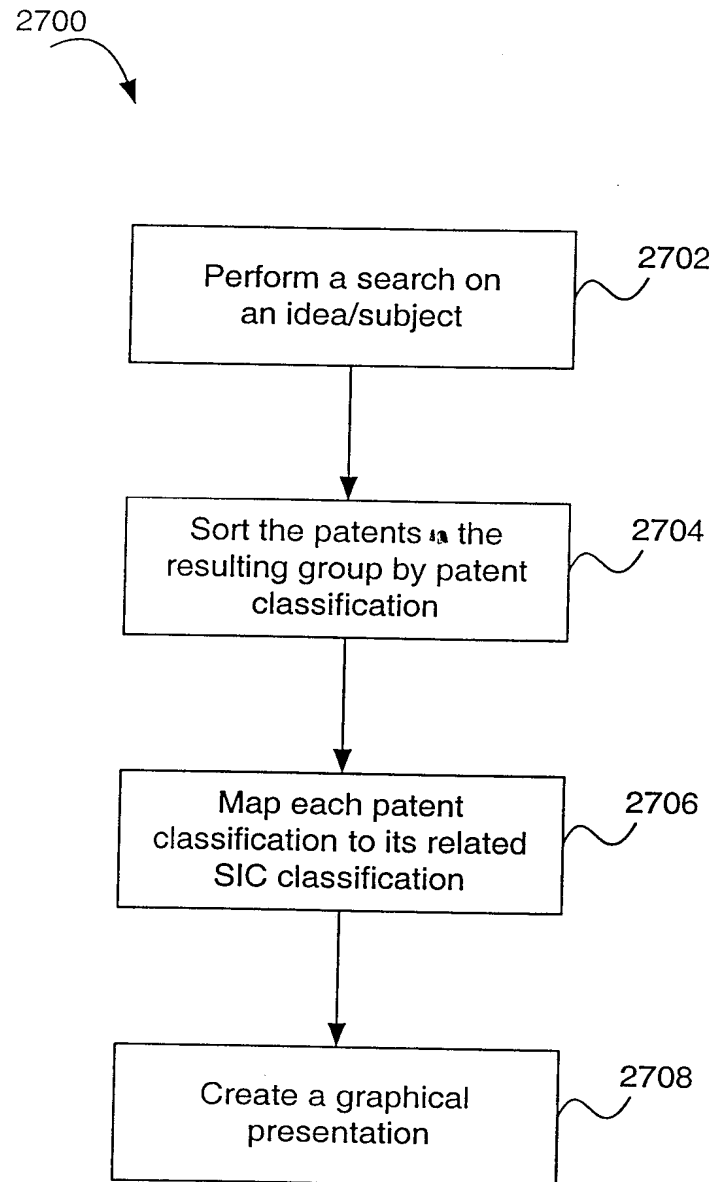 2700
Perform a search on
an idea/subject
2702
Sort the patents the
resulting group by patent
classification
2704
Map each patent
classification to its related
SIC classification
2706
Create a graphical
presentation
2708